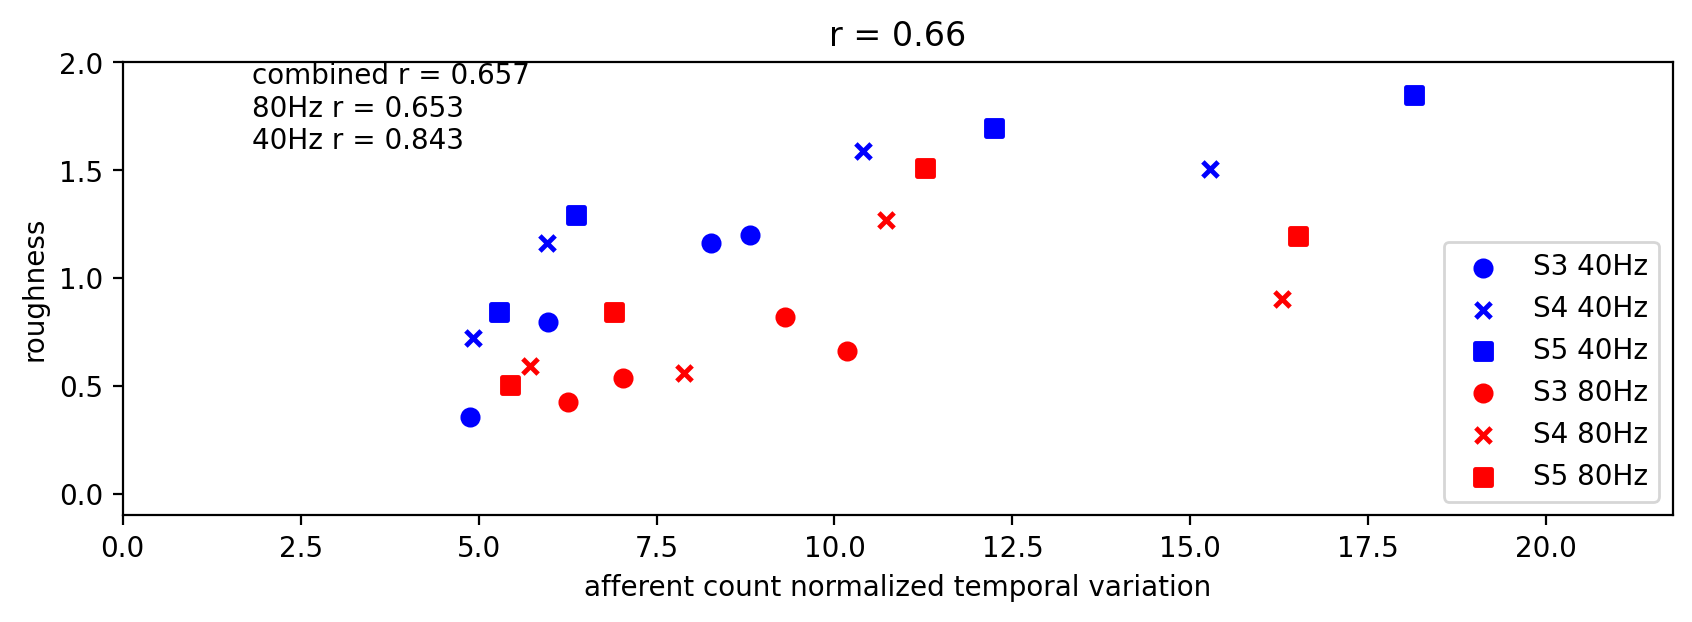 r = 0.66
combined r = 0.657
80Hz r = 0.653
40Hz r = 0.843
2.0
1.5
1.0
0.5
0.0
roughness
S3 40Hz
S4 40Hz
S5 40Hz
S3 80Hz
S4 80Hz
S5 80Hz
0.0 2.5 5.0 7.5 10.0 12.5 15.0 17.5 20.0
afferent count normalized temporal variation